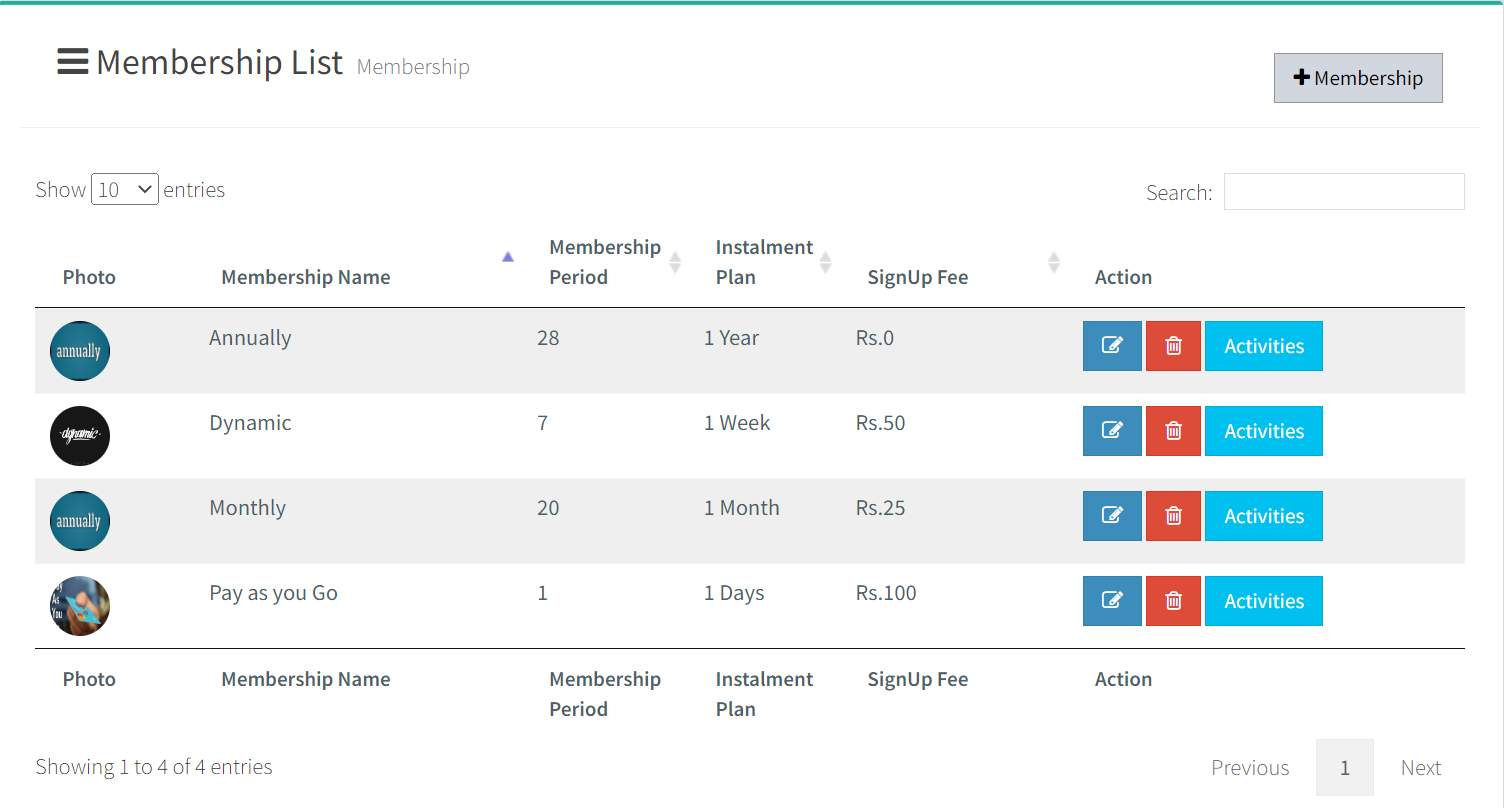 Membership List Membership
+ Membership
Show 10 entries
Search:
Photo Membership Name Membership Period Instalment Plan SignUp Fee Action
annually Annually 28 1 Year Rs.0 Activities
dynamic Dynamic 7 1 Week Rs.50 Activities
annually Monthly 20 1 Month Rs.25 Activities
As You Pay as you Go 1 1 Days Rs.100 Activities
Photo Membership Name Membership Period Instalment Plan SignUp Fee Action
Showing 1 to 4 of 4 entries
Previous 1 Next